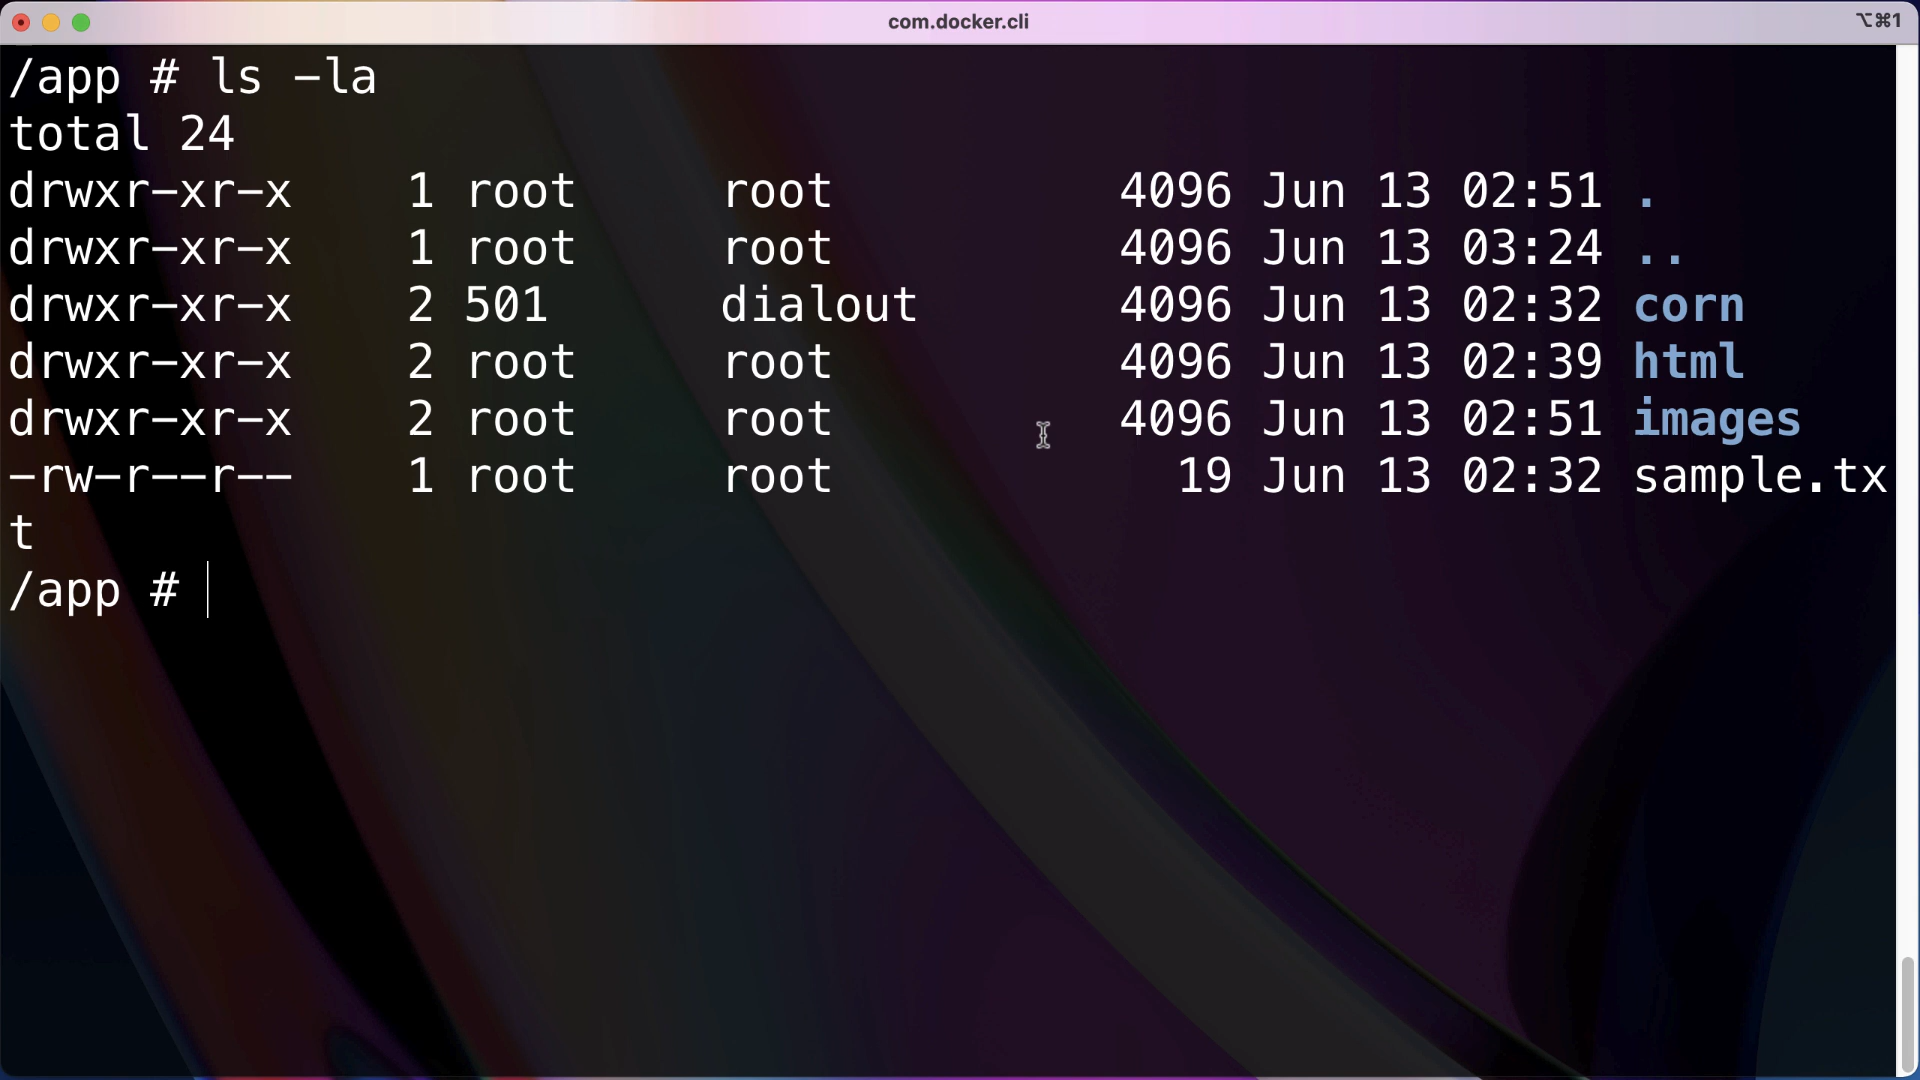 com.docker.cli
⌥⌘1
/app # ls -la
total 24
drwxr-xr-x    1 root     root          4096 Jun 13 02:51 .
drwxr-xr-x    1 root     root          4096 Jun 13 03:24 ..
drwxr-xr-x    2 501      dialout       4096 Jun 13 02:32 corn
drwxr-xr-x    2 root     root          4096 Jun 13 02:39 html
drwxr-xr-x    2 root     root          4096 Jun 13 02:51 images
-rw-r--r--    1 root     root            19 Jun 13 02:32 sample.tx
t
/app #